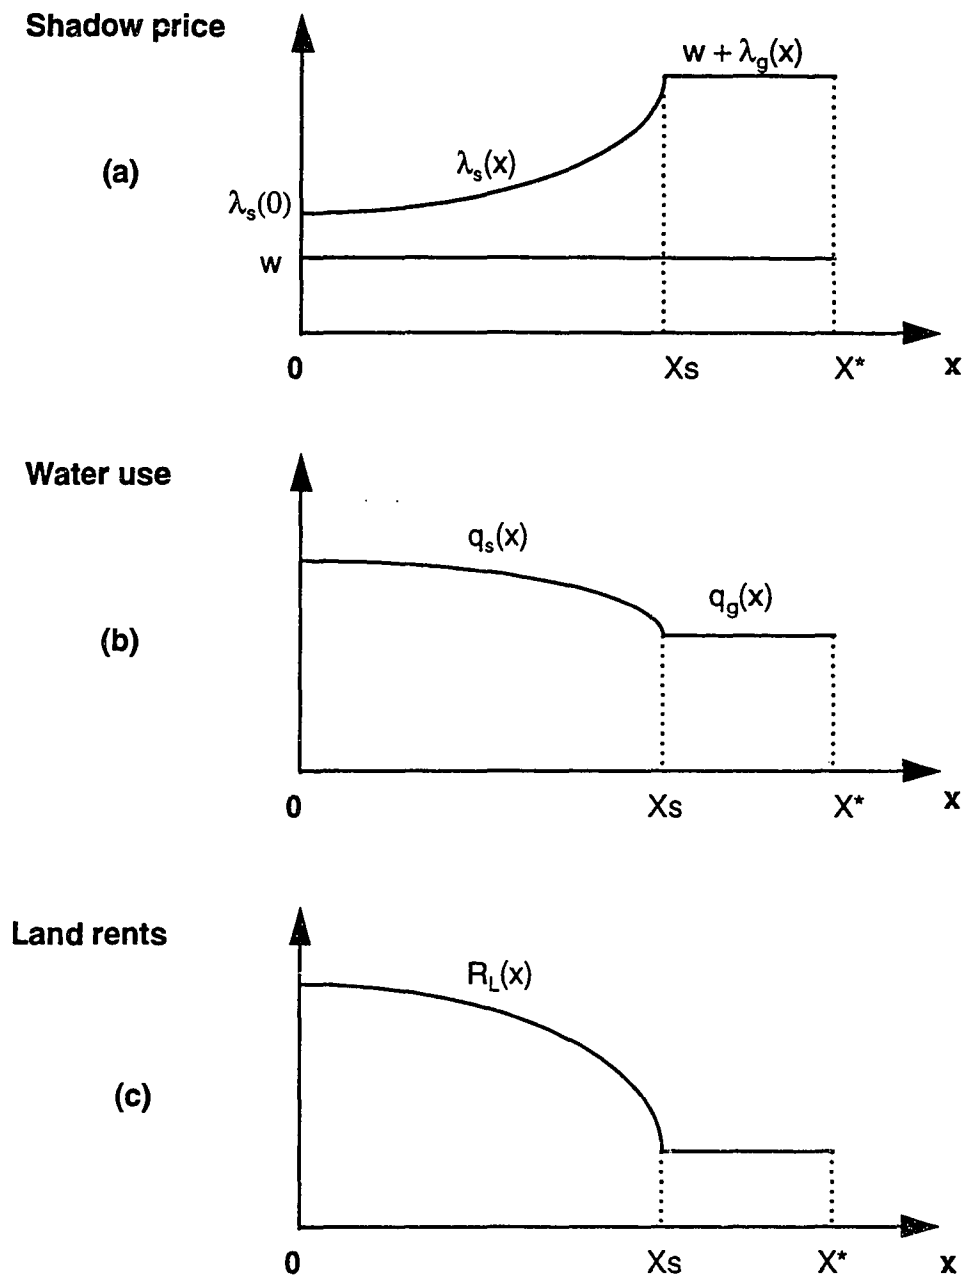 Shadow price
w + λg(x)
(a)
λs(x)
λs(0)
w
0
Xs
X*
x
Water use
qs(x)
qg(x)
(b)
0
Xs
X*
x
Land rents
RL(x)
(c)
0
Xs
X*
x